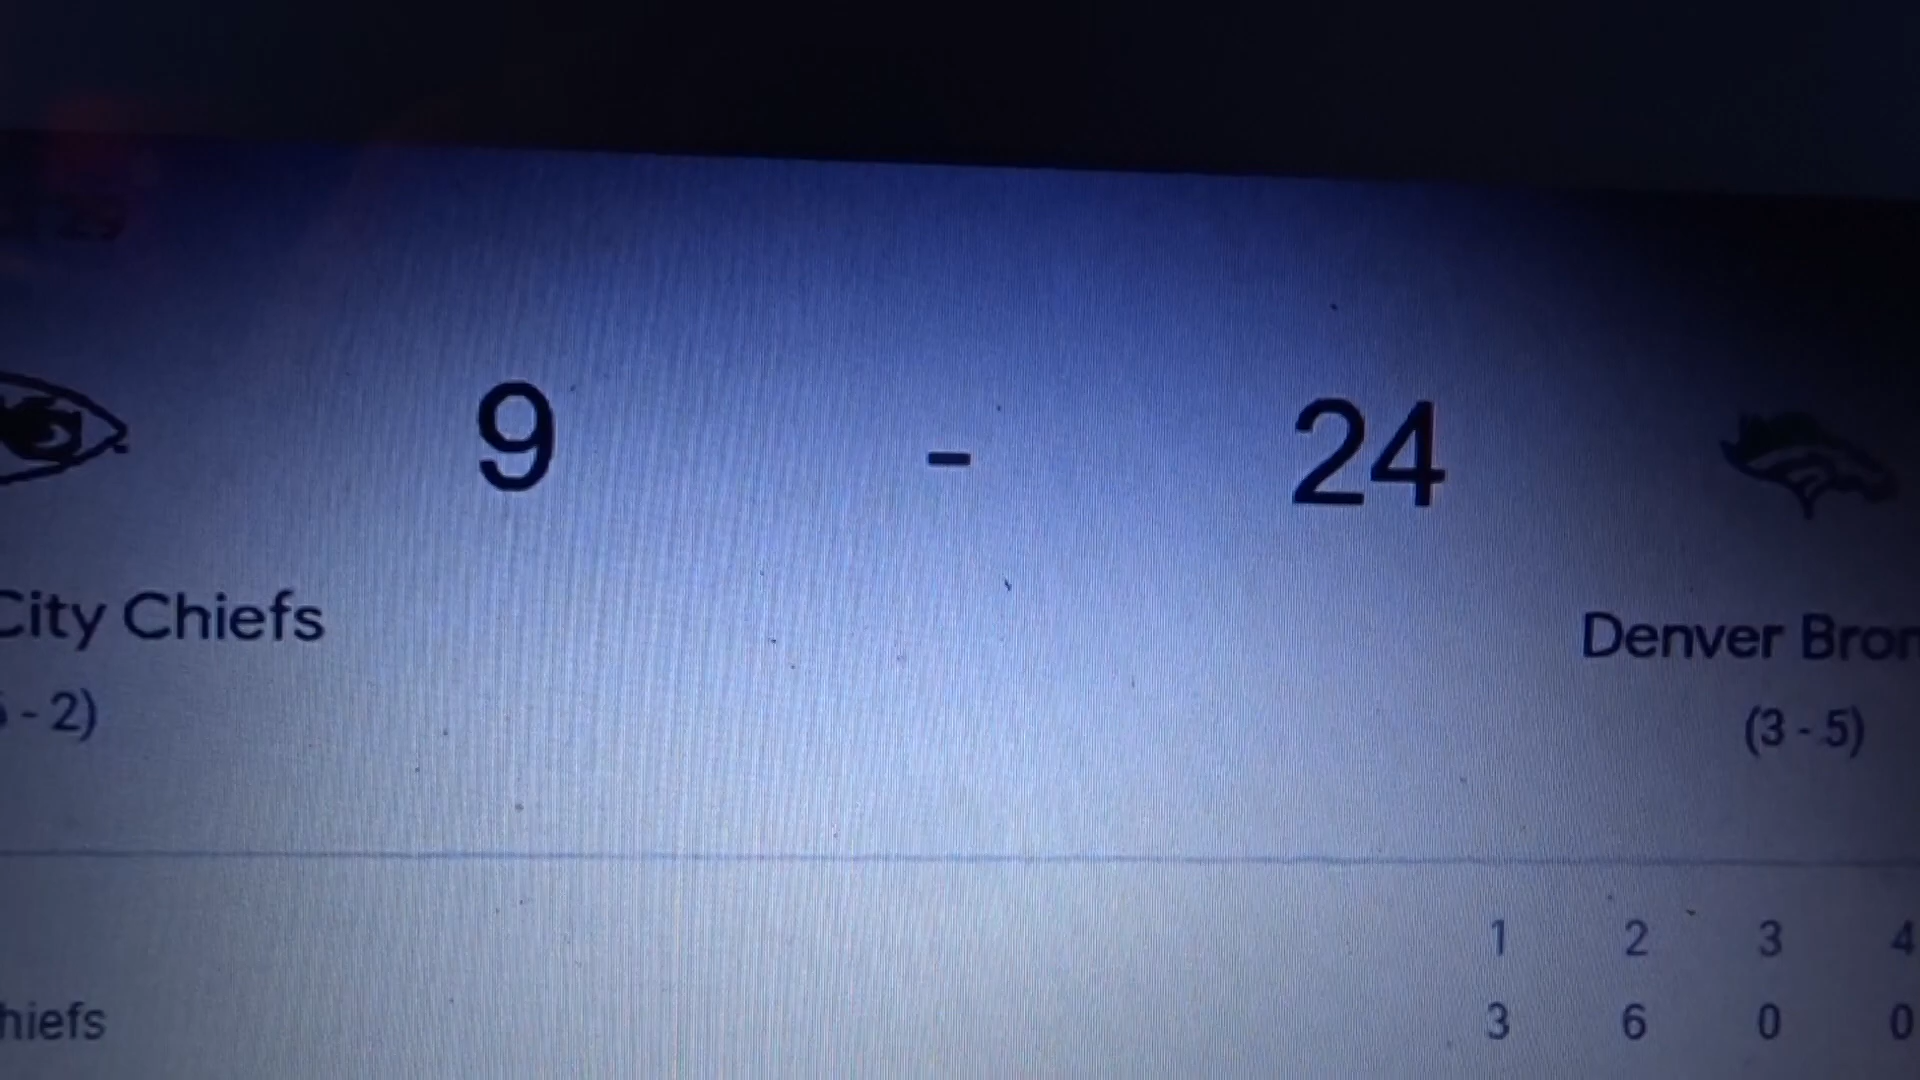 9 - 24
City Chiefs Denver Bron
- 2) (3 - 5)
1 2 3 4
hiefs 3 6 0 0